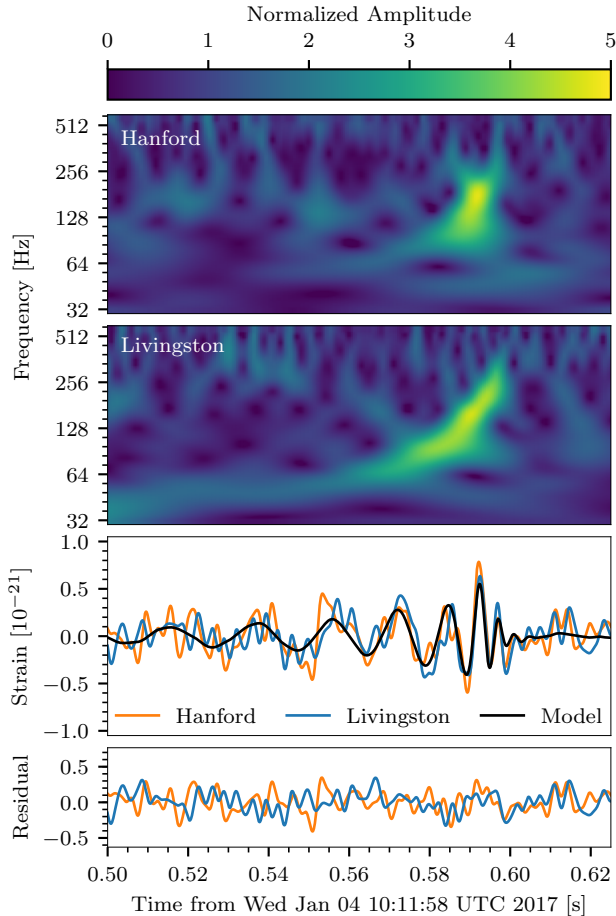 Normalized Amplitude
0 1 2 3 4 5
Hanford
512
256
128
64
32
Frequency [Hz]
Livingston
512
256
128
64
32
Strain [10⁻²¹]
1.0
0.5
0.0
−0.5
−1.0
Hanford Livingston Model
Residual
0.5
0.0
−0.5
0.50 0.52 0.54 0.56 0.58 0.60 0.62
Time from Wed Jan 04 10:11:58 UTC 2017 [s]